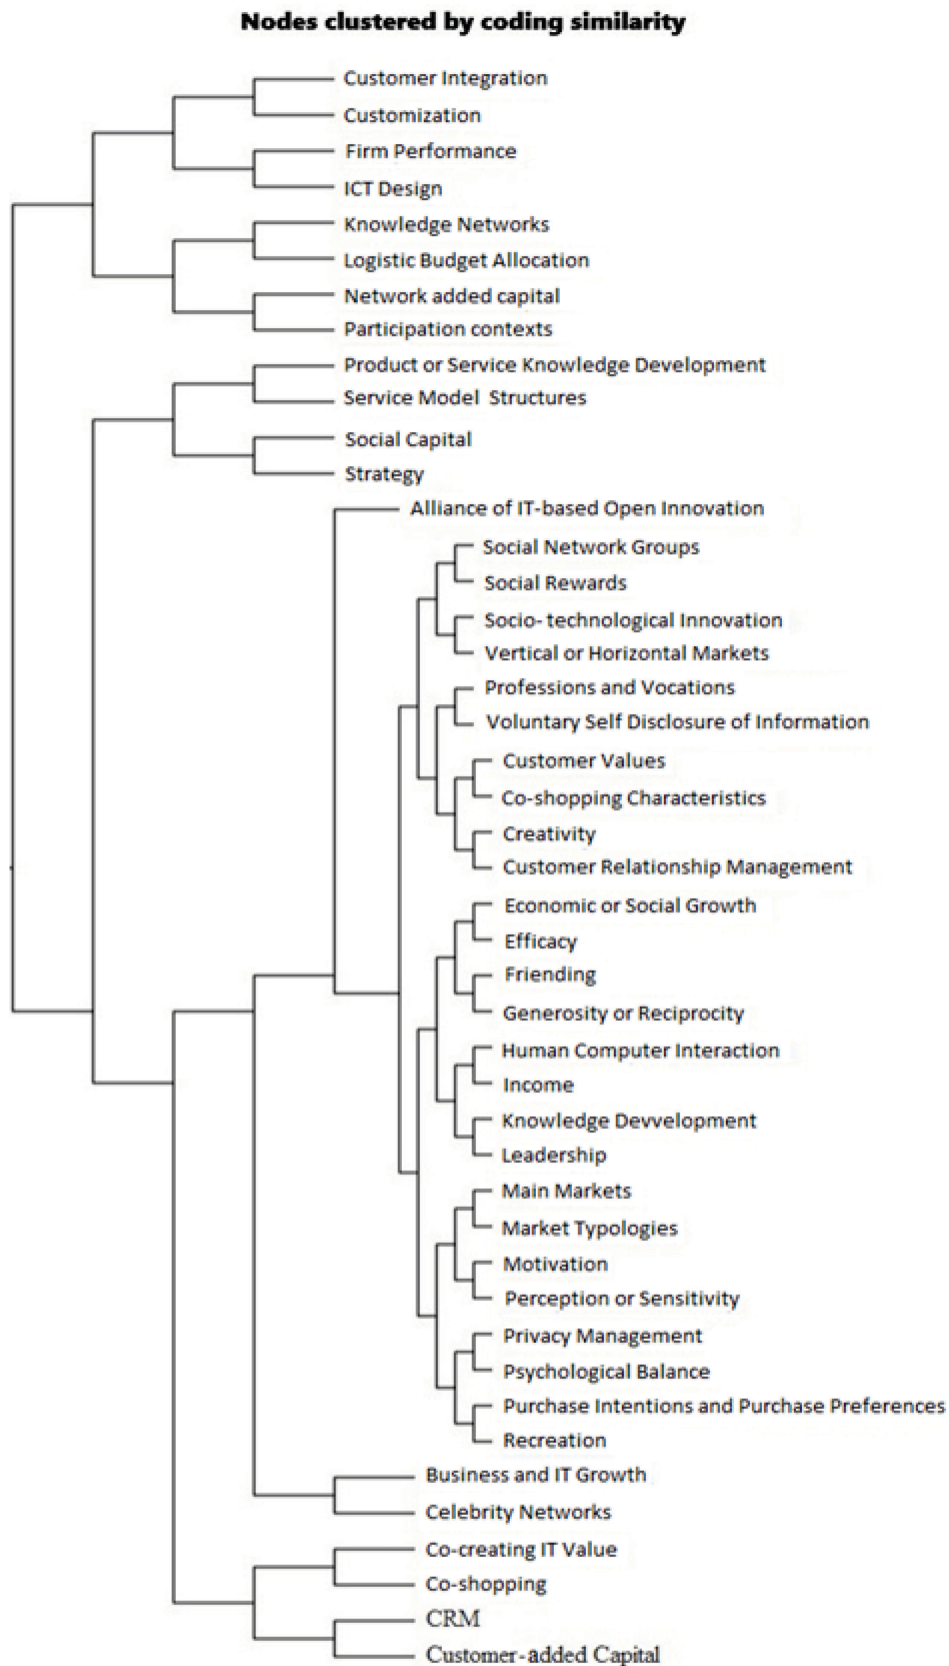 Nodes clustered by coding similarity
Customer Integration
Customization
Firm Performance
ICT Design
Knowledge Networks
Logistic Budget Allocation
Network added capital
Participation contexts
Product or Service Knowledge Development
Service Model Structures
Social Capital
Strategy
Alliance of IT-based Open Innovation
Social Network Groups
Social Rewards
Socio- technological Innovation
Vertical or Horizontal Markets
Professions and Vocations
Voluntary Self Disclosure of Information
Customer Values
Co-shopping Characteristics
Creativity
Customer Relationship Management
Economic or Social Growth
Efficacy
Friending
Generosity or Reciprocity
Human Computer Interaction
Income
Knowledge Devvelopment
Leadership
Main Markets
Market Typologies
Motivation
Perception or Sensitivity
Privacy Management
Psychological Balance
Purchase Intentions and Purchase Preferences
Recreation
Business and IT Growth
Celebrity Networks
Co-creating IT Value
Co-shopping
CRM
Customer-added Capital